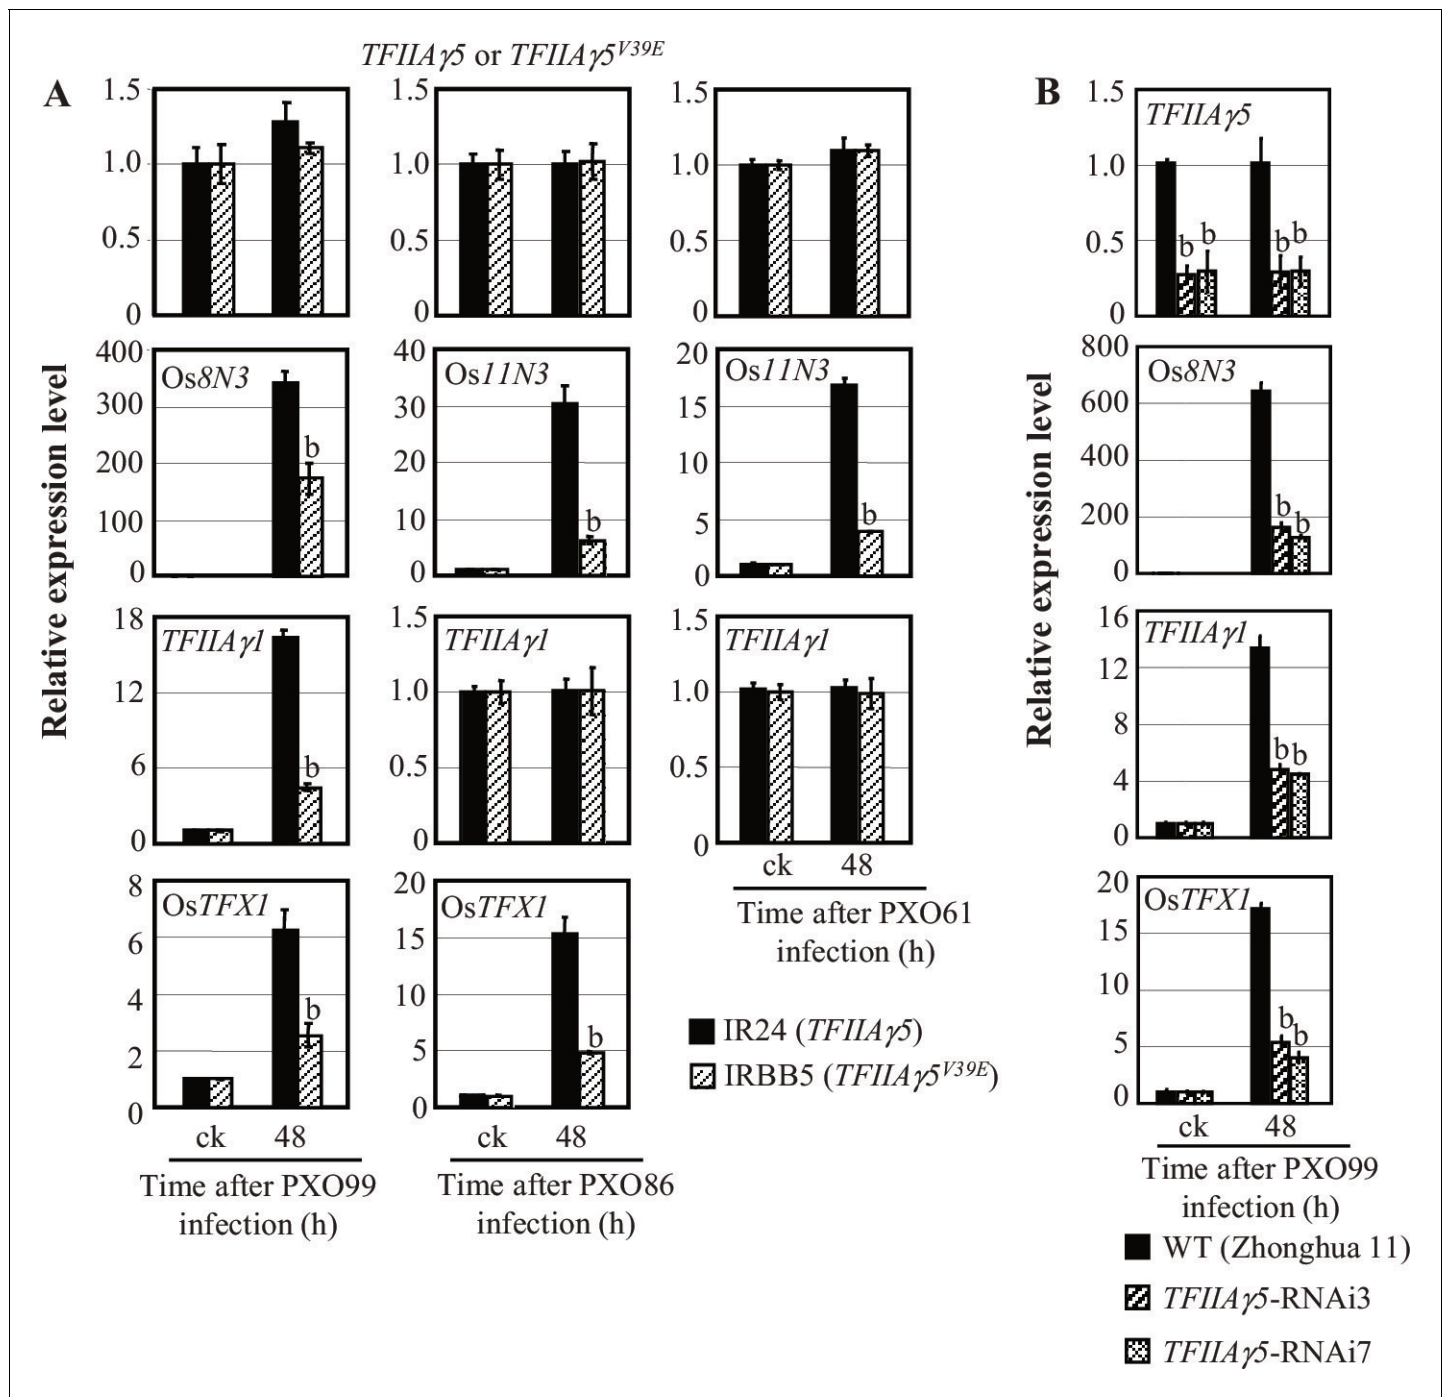 TFIIAγ5 or TFIIAγ5V39E
A
1.5
1.0
0.5
0
1.5
1.0
0.5
0
1.5
1.0
0.5
0
B
TFIIAγ5
1.5
1.0
0.5
0
b b
b b
Relative expression level
Os8N3
400
300
200
100
0
b
Os11N3
40
30
20
10
0
b
Os11N3
20
15
10
5
0
b
Relative expression level
Os8N3
800
600
400
200
0
b b
TFIIAγ1
18
12
6
0
b
TFIIAγ1
1.5
1.0
0.5
0
TFIIAγ1
1.5
1.0
0.5
0
ck 48
Time after PXO61
infection (h)
TFIIAγ1
16
12
8
4
0
b b
OsTFX1
8
6
4
2
0
b
ck 48
Time after PXO99
infection (h)
OsTFX1
20
15
10
5
0
b
ck 48
Time after PXO86
infection (h)
IR24 (TFIIAγ5)
IRBB5 (TFIIAγ5V39E)
OsTFX1
20
15
10
5
0
b b
ck 48
Time after PXO99
infection (h)
WT (Zhonghua 11)
TFIIAγ5-RNAi3
TFIIAγ5-RNAi7